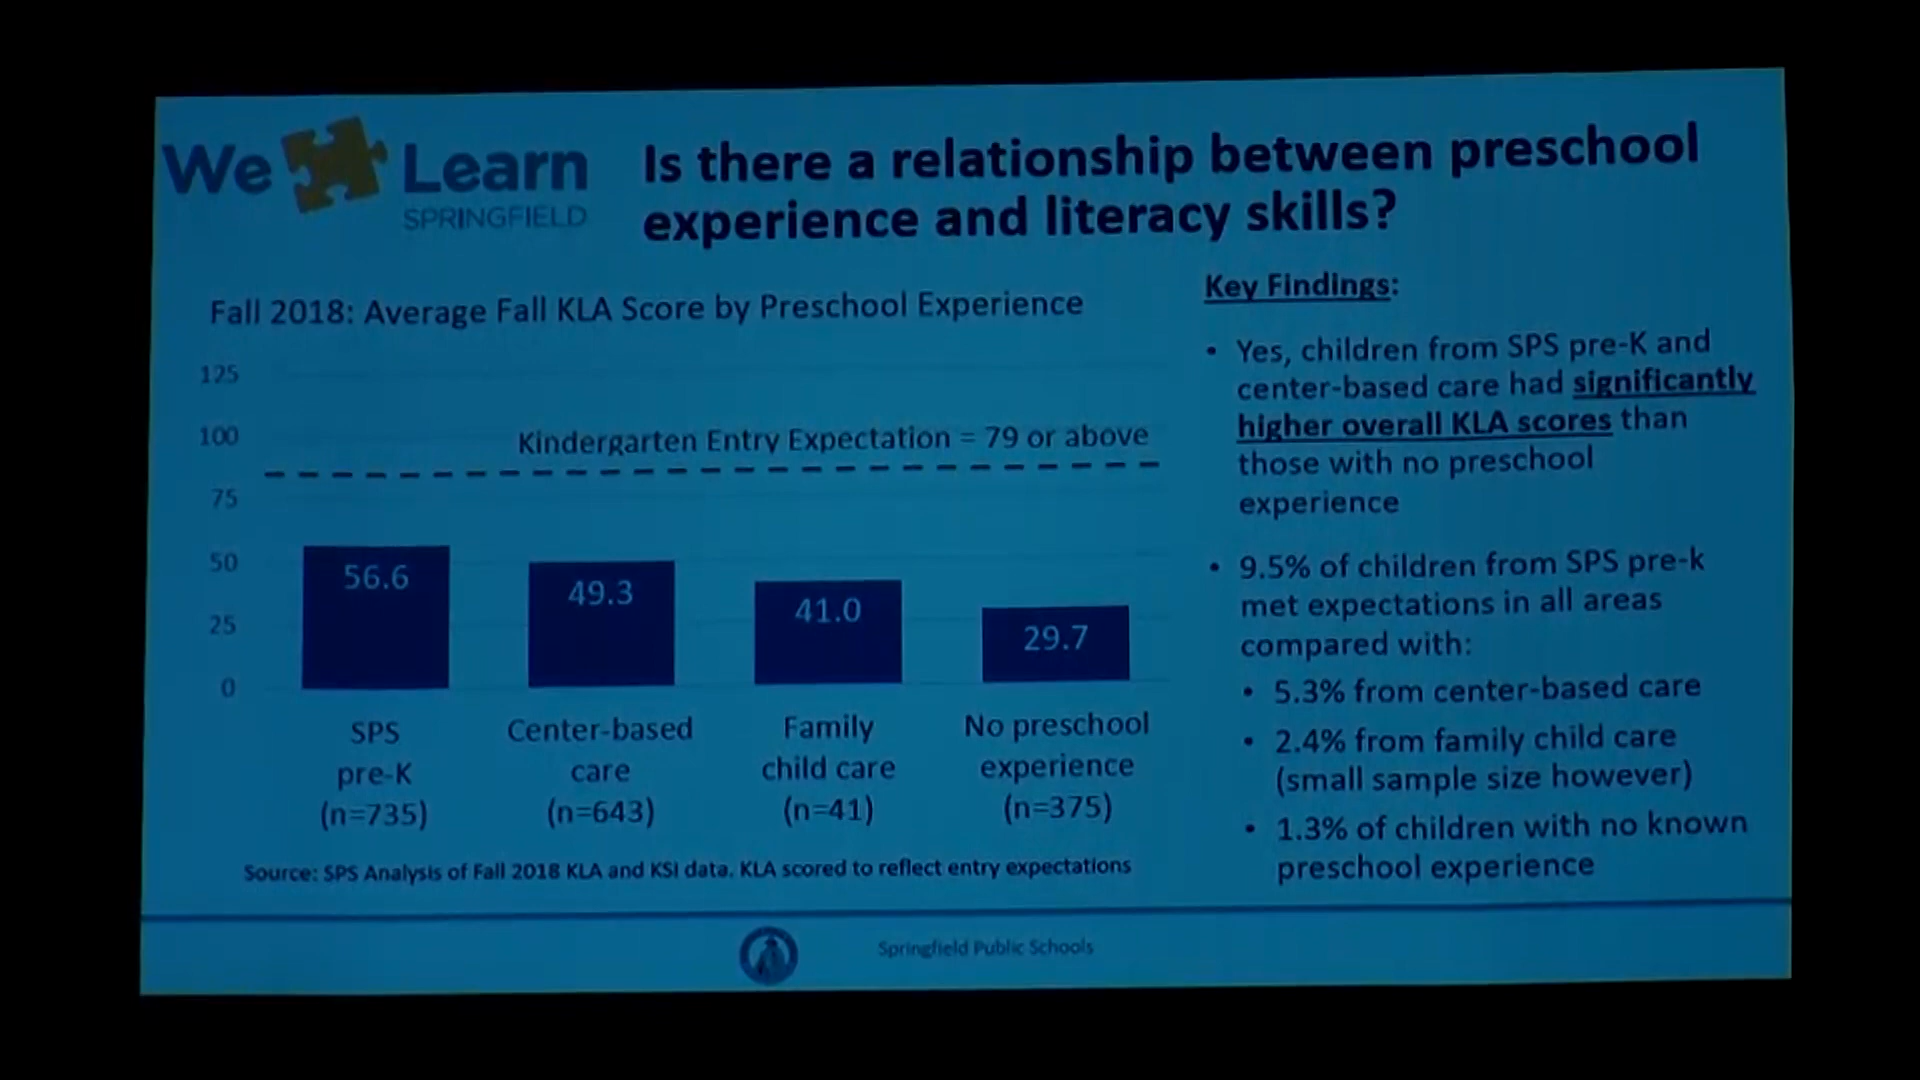 We Learn
SPRINGFIELD
Is there a relationship between preschool
experience and literacy skills?
Fall 2018: Average Fall KLA Score by Preschool Experience
125
100
75
50
25
0
Kindergarten Entry Expectation = 79 or above
56.6
49.3
41.0
29.7
SPS
pre-K
(n=735)
Center-based
care
(n=643)
Family
child care
(n=41)
No preschool
experience
(n=375)
Source: SPS Analysis of Fall 2018 KLA and KSI data. KLA scored to reflect entry expectations
Key Findings:
• Yes, children from SPS pre-K and
center-based care had significantly
higher overall KLA scores than
those with no preschool
experience
• 9.5% of children from SPS pre-k
met expectations in all areas
compared with:
• 5.3% from center-based care
• 2.4% from family child care
(small sample size however)
• 1.3% of children with no known
preschool experience
Springfield Public Schools